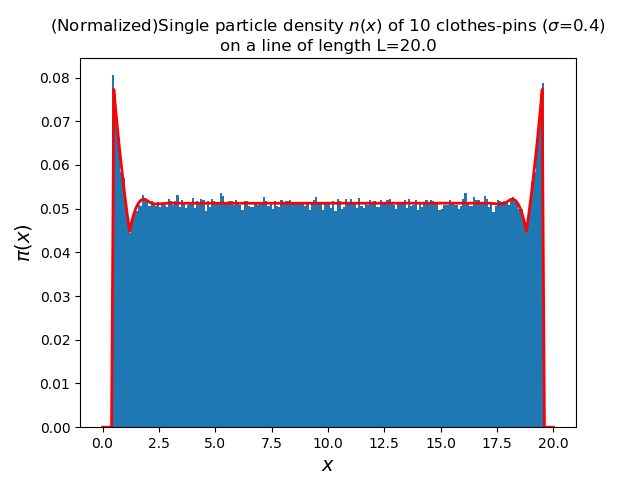 (Normalized)Single particle density n(x) of 10 clothes-pins (σ=0.4)
on a line of length L=20.0
0.08
0.07
0.06
0.05
0.04
0.03
0.02
0.01
0.00
π(x)
0.0 2.5 5.0 7.5 10.0 12.5 15.0 17.5 20.0
x